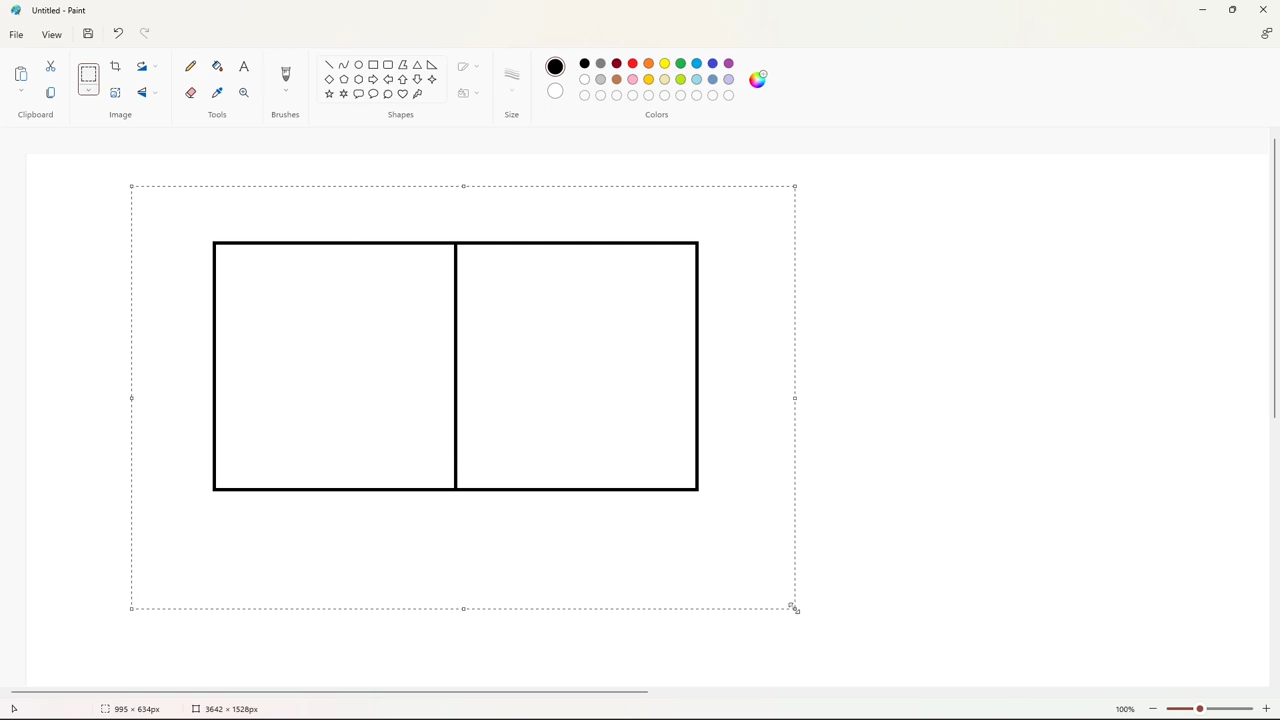 Untitled - Paint
File View
Clipboard Image Tools Brushes Shapes Size Colors
995 × 634px 3642 × 1528px 100%